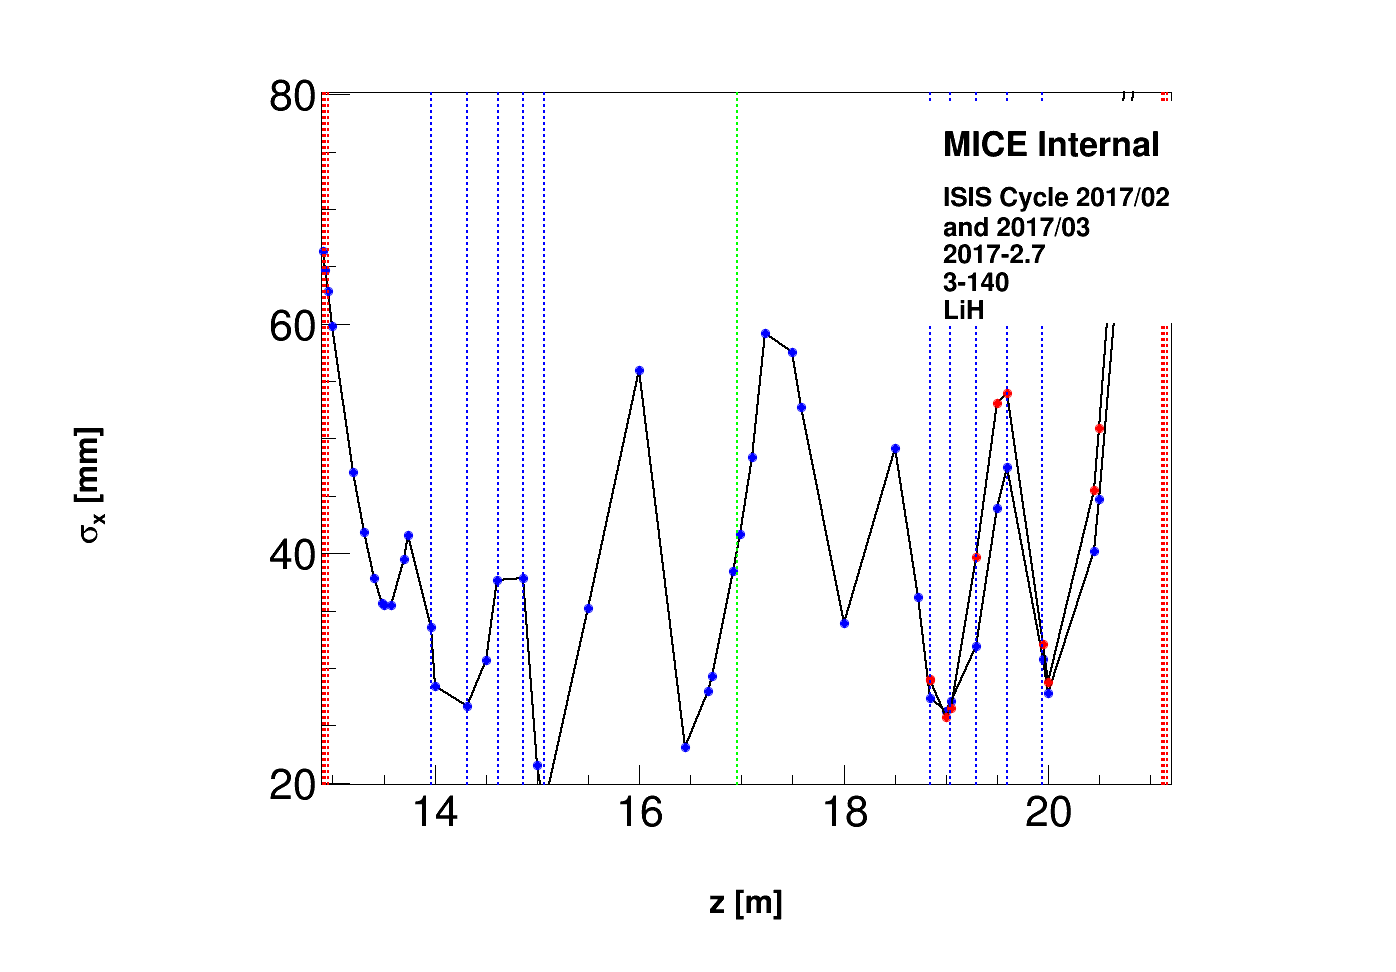 80
60
40
20
14 16 18 20
σx [mm]
z [m]
MICE Internal
ISIS Cycle 2017/02
and 2017/03
2017-2.7
3-140
LiH